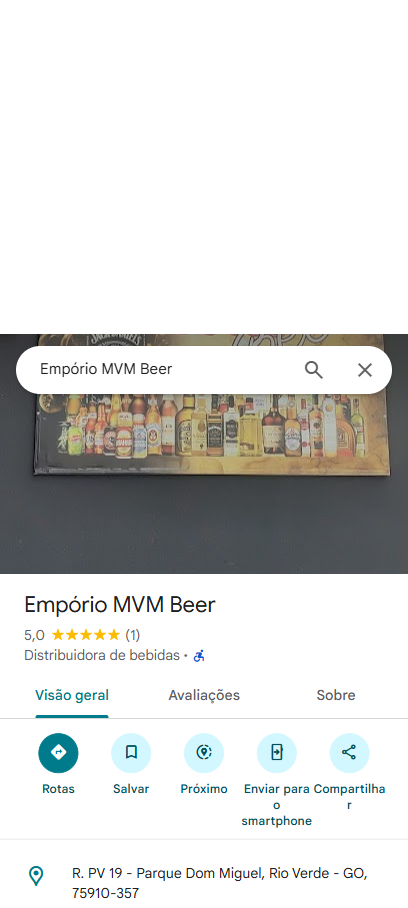 Empório MVM Beer
Empório MVM Beer
5,0 (1)
Distribuidora de bebidas ·
Visão geral Avaliações Sobre
Rotas Salvar Próximo Enviar para o smartphone Compartilhar
R. PV 19 - Parque Dom Miguel, Rio Verde - GO,
75910-357